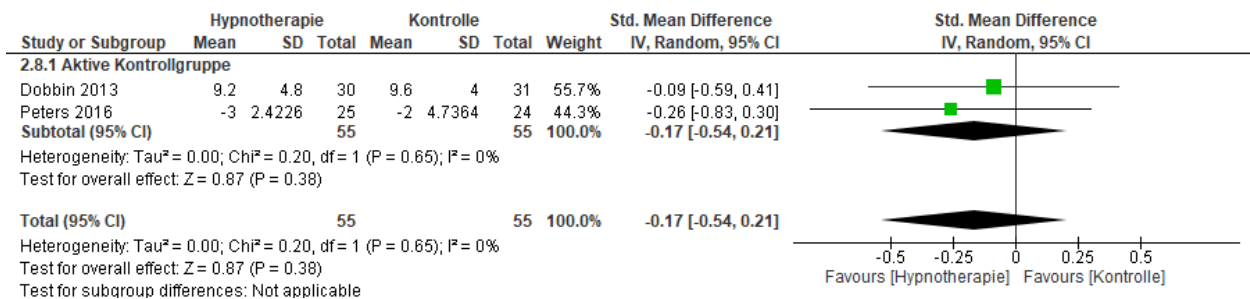 Hypnotherapie Kontrolle Std. Mean Difference Std. Mean Difference
Study or Subgroup Mean SD Total Mean SD Total Weight IV, Random, 95% CI IV, Random, 95% CI
2.8.1 Aktive Kontrollgruppe
Dobbin 2013 9.2 4.8 30 9.6 4 31 55.7% -0.09 [-0.59, 0.41]
Peters 2016 -3 2.4226 25 -2 4.7364 24 44.3% -0.26 [-0.83, 0.30]
Subtotal (95% CI) 55 55 100.0% -0.17 [-0.54, 0.21]
Heterogeneity: Tau² = 0.00; Chi² = 0.20, df = 1 (P = 0.65); I² = 0%
Test for overall effect: Z = 0.87 (P = 0.38)
Total (95% CI) 55 55 100.0% -0.17 [-0.54, 0.21]
Heterogeneity: Tau² = 0.00; Chi² = 0.20, df = 1 (P = 0.65); I² = 0%
Test for overall effect: Z = 0.87 (P = 0.38)
Test for subgroup differences: Not applicable
-0.5 -0.25 0 0.25 0.5
Favours [Hypnotherapie] Favours [Kontrolle]